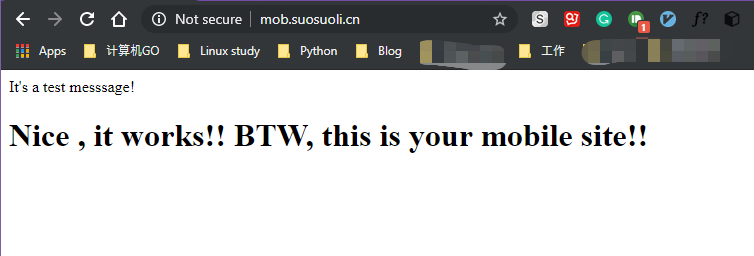 Not secure | mob.suosuoli.cn
Apps 计算机GO Linux study Python Blog 工作
It's a test messsage!
Nice , it works!! BTW, this is your mobile site!!